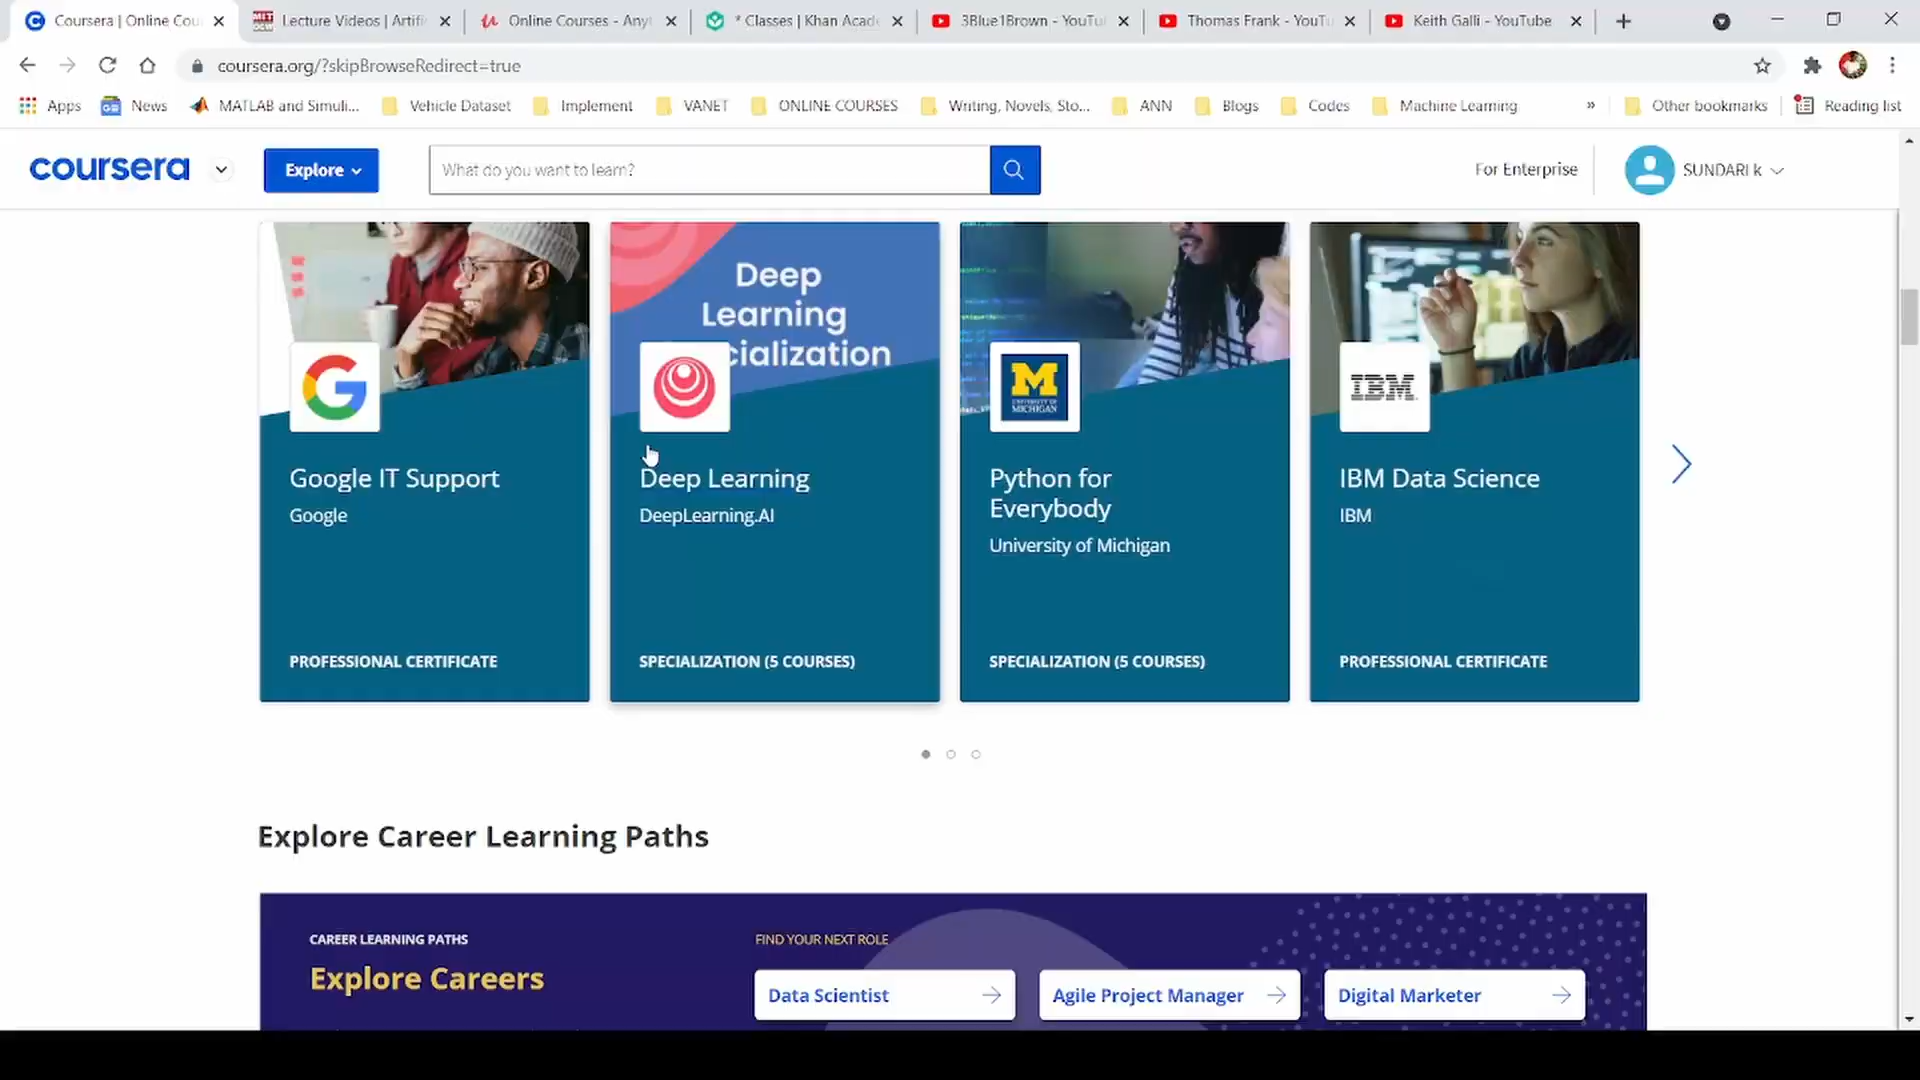 Coursera | Online Cou
Lecture Videos | Artifi
Online Courses - Anyt
* Classes | Khan Acade
3Blue1Brown - YouTu
Thomas Frank - YouTu
Keith Galli - YouTube
coursera.org/?skipBrowseRedirect=true
Apps
News
MATLAB and Simuli...
Vehicle Dataset
Implement
VANET
ONLINE COURSES
Writing, Novels, Sto...
ANN
Blogs
Codes
Machine Learning
»
Other bookmarks
Reading list
coursera
Explore
What do you want to learn?
For Enterprise
SUNDARI k
Deep
Learning
cialization
M
UNIVERSITY OF
MICHIGAN
IBM
Google IT Support
Google
PROFESSIONAL CERTIFICATE
Deep Learning
DeepLearning.AI
SPECIALIZATION (5 COURSES)
Python for
Everybody
University of Michigan
SPECIALIZATION (5 COURSES)
IBM Data Science
IBM
PROFESSIONAL CERTIFICATE
Explore Career Learning Paths
CAREER LEARNING PATHS
Explore Careers
FIND YOUR NEXT ROLE
Data Scientist
Agile Project Manager
Digital Marketer